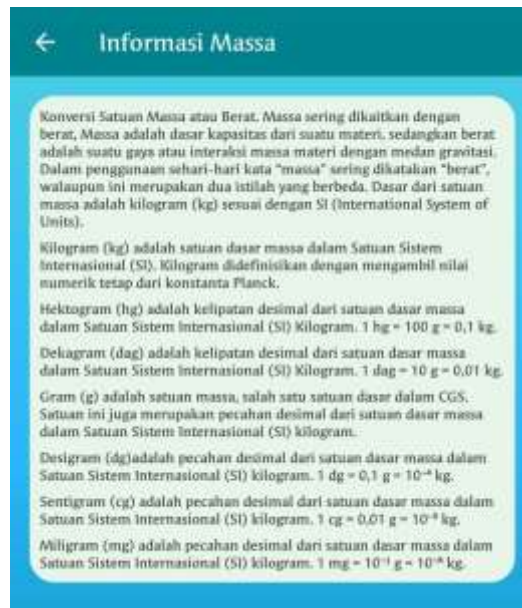 Informasi Massa
Konversi Satuan Massa atau Berat. Massa sering dikaitkan dengan
berat, Massa adalah dasar kapasitas dari suatu materi, sedangkan berat
adalah suatu gaya atau interaksi massa materi dengan medan gravitasi.
Dalam penggunaan sehari-hari kata "massa" sering dikatakan "berat",
walaupun ini merupakan dua istilah yang berbeda. Dasar dari satuan
massa adalah kilogram (kg) sesuai dengan SI (International System of
Units).
Kilogram (kg) adalah satuan dasar massa dalam Satuan Sistem
Internasional (SI). Kilogram didefinisikan dengan mengambil nilai
numerik tetap dari konstanta Planck.
Hektogram (hg) adalah kelipatan desimal dari satuan dasar massa
dalam Satuan Sistem Internasional (SI) Kilogram. 1 hg = 100 g = 0,1 kg.
Dekagram (dag) adalah kelipatan desimal dari satuan dasar massa
dalam Satuan Sistem Internasional (SI) Kilogram. 1 dag = 10 g = 0,01 kg.
Gram (g) adalah satuan massa, salah satu satuan dasar dalam CGS.
Satuan ini juga merupakan pecahan desimal dari satuan dasar massa
dalam Satuan Sistem Internasional (SI) kilogram.
Desigram (dg)adalah pecahan desimal dari satuan dasar massa dalam
Satuan Sistem Internasional (SI) kilogram. 1 dg = 0,1 g = kg.
Sentigram (cg) adalah pecahan desimal dari satuan dasar massa dalam
Satuan Sistem Internasional (SI) kilogram. 1 cg = 0,01 g = kg.
Miligram (mg) adalah pecahan desimal dari satuan dasar massa dalam
Satuan Sistem Internasional (SI) kilogram. 1 mg = g = kg.